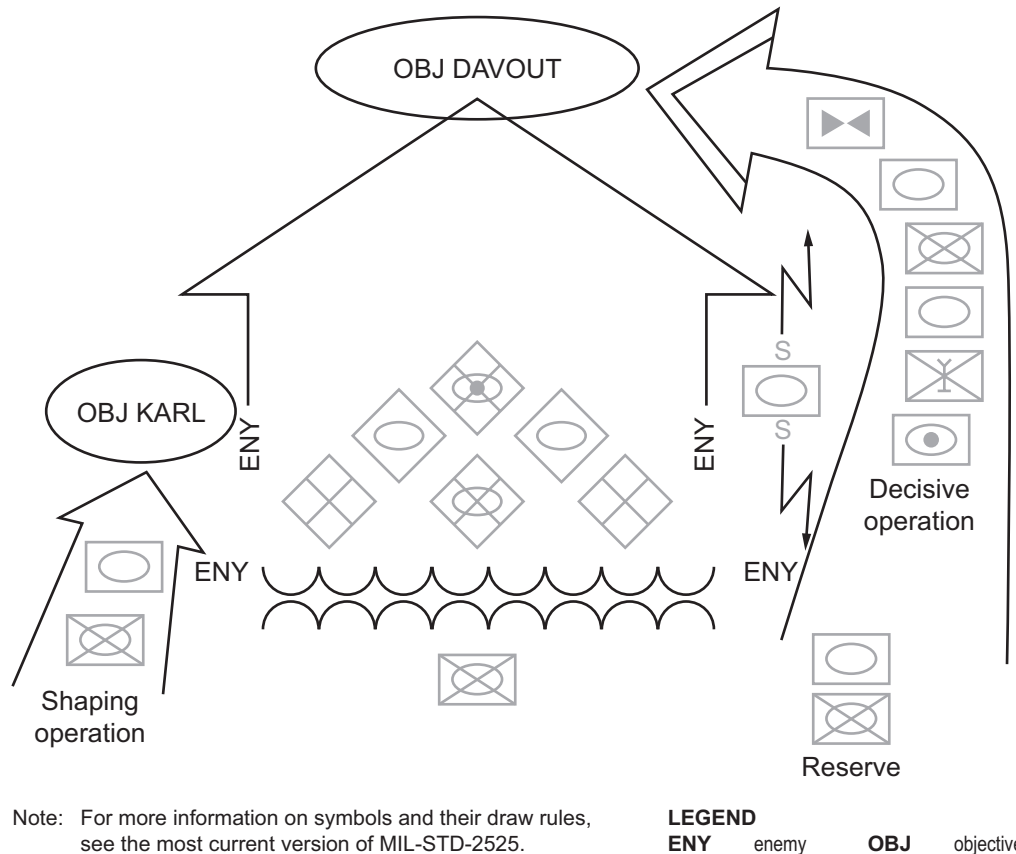 OBJ DAVOUT
OBJ KARL
ENY
ENY
S
S
Decisive
operation
ENY
ENY
Shaping
operation
Reserve
Note: For more information on symbols and their draw rules,
see the most current version of MIL-STD-2525.
LEGEND
ENY enemy OBJ objective